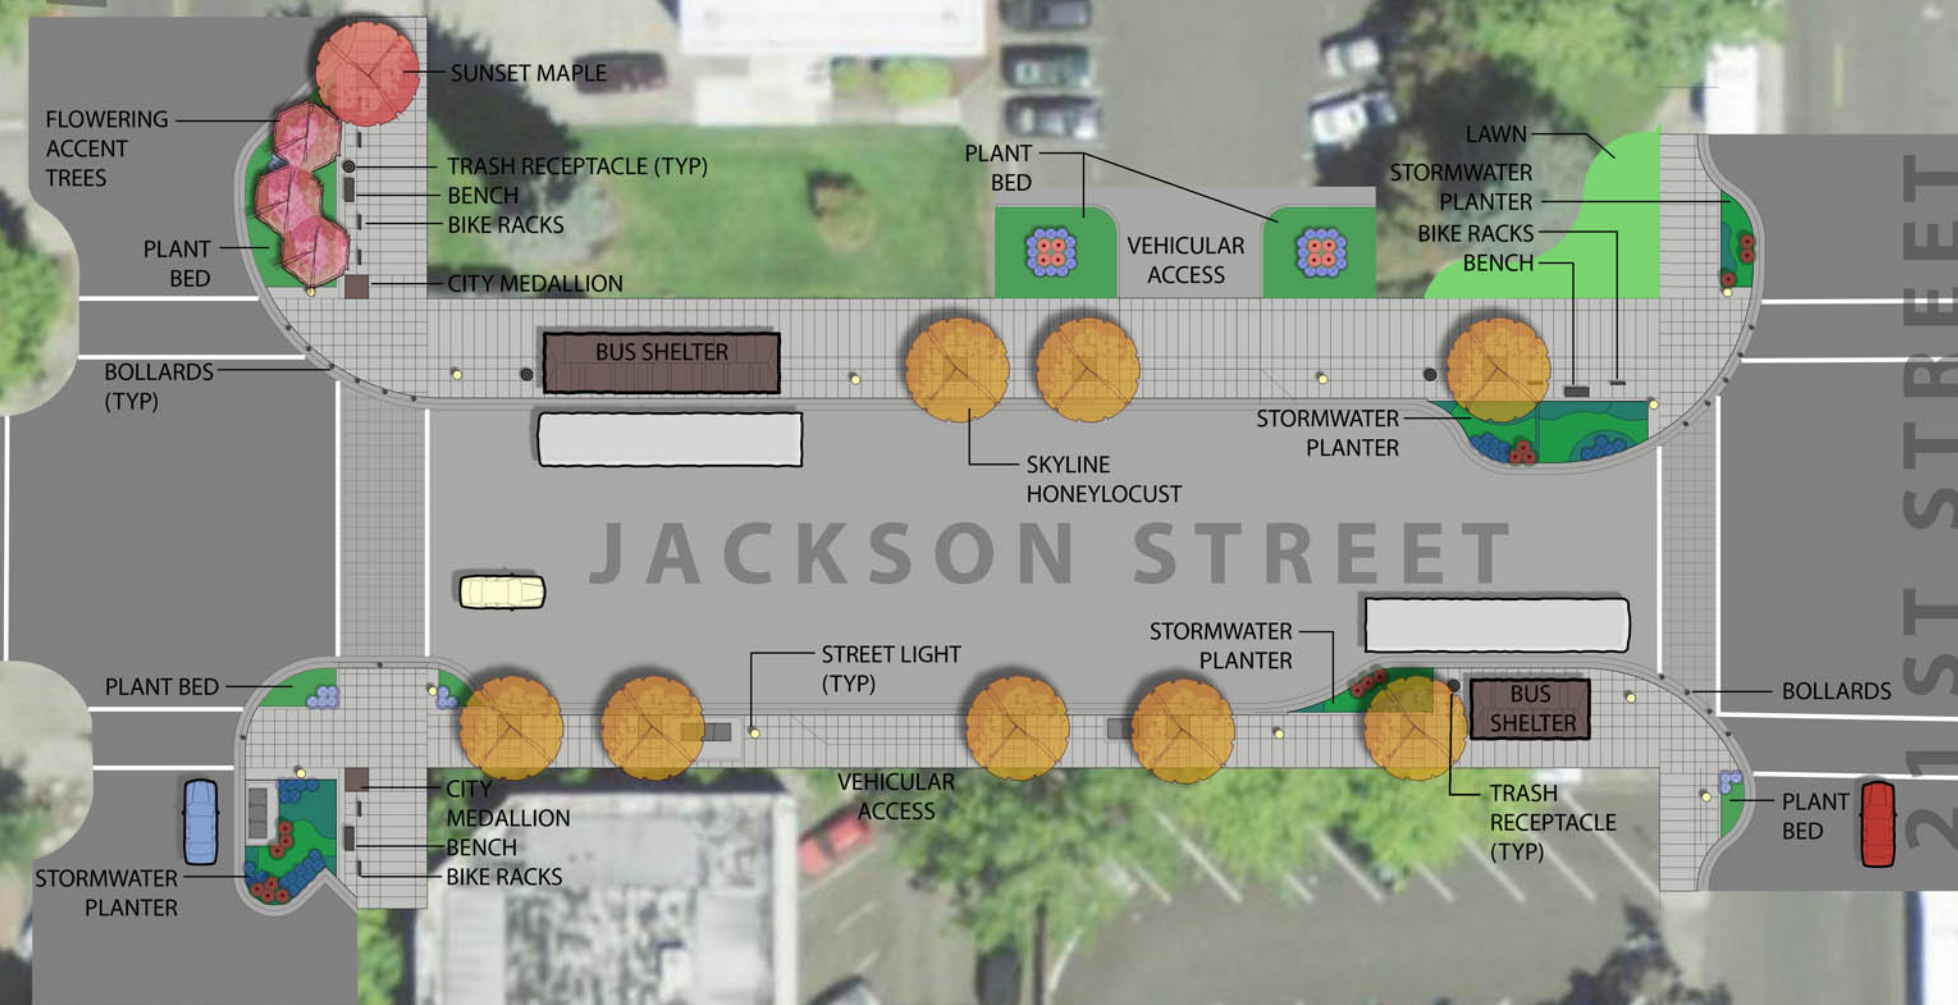 SUNSET MAPLE
FLOWERING
ACCENT
TREES
TRASH RECEPTACLE (TYP)
BENCH
BIKE RACKS
PLANT
BED
CITY MEDALLION
BOLLARDS
(TYP)
BUS SHELTER
PLANT
BED
VEHICULAR
ACCESS
LAWN
STORMWATER
PLANTER
BIKE RACKS
BENCH
STORMWATER
PLANTER
SKYLINE
HONEYLOCUST
JACKSON STREET
21ST STREET
STORMWATER
PLANTER
STREET LIGHT
(TYP)
PLANT BED
BUS
SHELTER
BOLLARDS
CITY
MEDALLION
BENCH
BIKE RACKS
STORMWATER
PLANTER
VEHICULAR
ACCESS
TRASH
RECEPTACLE
(TYP)
PLANT
BED